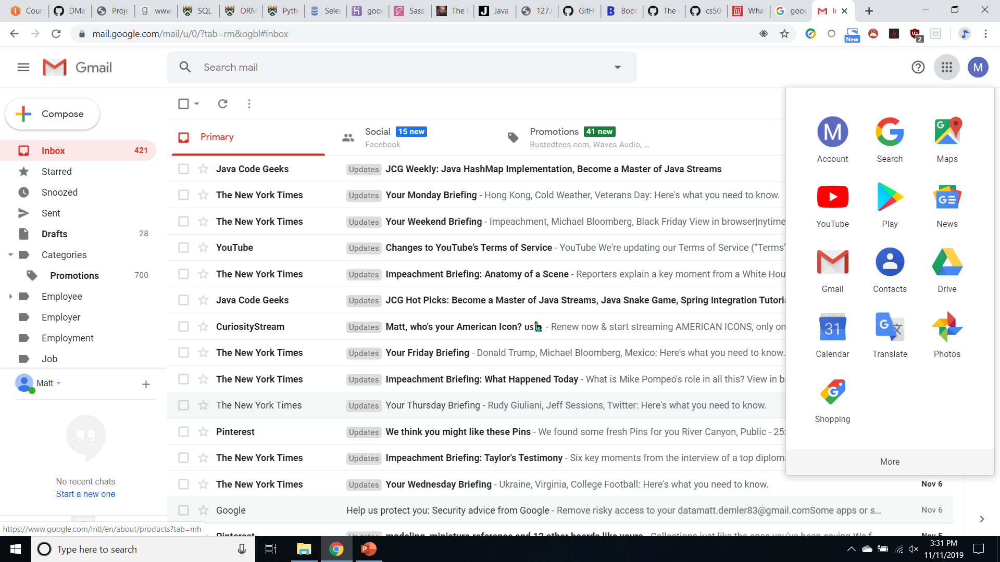 Cour
DMa
Proje
www
SQL
ORM
Pyth
Selec
gooc
Sass:
The I
Java
127.0
GitH
Boot
The v
cs50
Wha
goog
mail.google.com/mail/u/0/?tab=rm&ogbl#inbox
New
2
Gmail
Search mail
M
Compose
Inbox 421
Starred
Snoozed
Sent
Drafts 28
Categories
Promotions 700
Employee
Employer
Employment
Job
Matt
No recent chats
Start a new one
Primary
Social 15 new
Facebook
Promotions 41 new
Bustedtees.com, Waves Audio, ...
Java Code Geeks Updates JCG Weekly: Java HashMap Implementation, Become a Master of Java Streams
The New York Times Updates Your Monday Briefing - Hong Kong, Cold Weather, Veterans Day: Here's what you need to know.
The New York Times Updates Your Weekend Briefing - Impeachment, Michael Bloomberg, Black Friday View in browser|nytime
YouTube Updates Changes to YouTube’s Terms of Service - YouTube We're updating our Terms of Service (“Terms”
The New York Times Updates Impeachment Briefing: Anatomy of a Scene - Reporters explain a key moment from a White Hou
Java Code Geeks Updates JCG Hot Picks: Become a Master of Java Streams, Java Snake Game, Spring Integration Tutoria
CuriosityStream Updates Matt, who's your American Icon? us - Renew now & start streaming AMERICAN ICONS, only on
The New York Times Updates Your Friday Briefing - Donald Trump, Michael Bloomberg, Mexico: Here's what you need to know.
The New York Times Updates Impeachment Briefing: What Happened Today - What is Mike Pompeo's role in all this? View in b
The New York Times Updates Your Thursday Briefing - Rudy Giuliani, Jeff Sessions, Twitter: Here's what you need to know.
Pinterest Updates We think you might like these Pins - We found some fresh Pins for you River Canyon, Public - 25
The New York Times Updates Impeachment Briefing: Taylor's Testimony - Six key moments from the interview of a top diplom
The New York Times Updates Your Wednesday Briefing - Ukraine, Virginia, College Football: Here's what you need to know. Nov 6
Google Help us protect you: Security advice from Google - Remove risky access to your datamatt.demler83@gmail.comSome apps or s... Nov 6
Pinterest Updates modeling, miniature reference and 12 other boards like yours - Collections just like the ones you've been saving We f Nov 5
M
Account
Search
Maps
YouTube
Play
News
Gmail
Contacts
Drive
31
Calendar
Translate
Photos
Shopping
More
https://www.google.com/intl/en/about/products?tab=mh
Type here to search
3:31 PM
11/11/2019